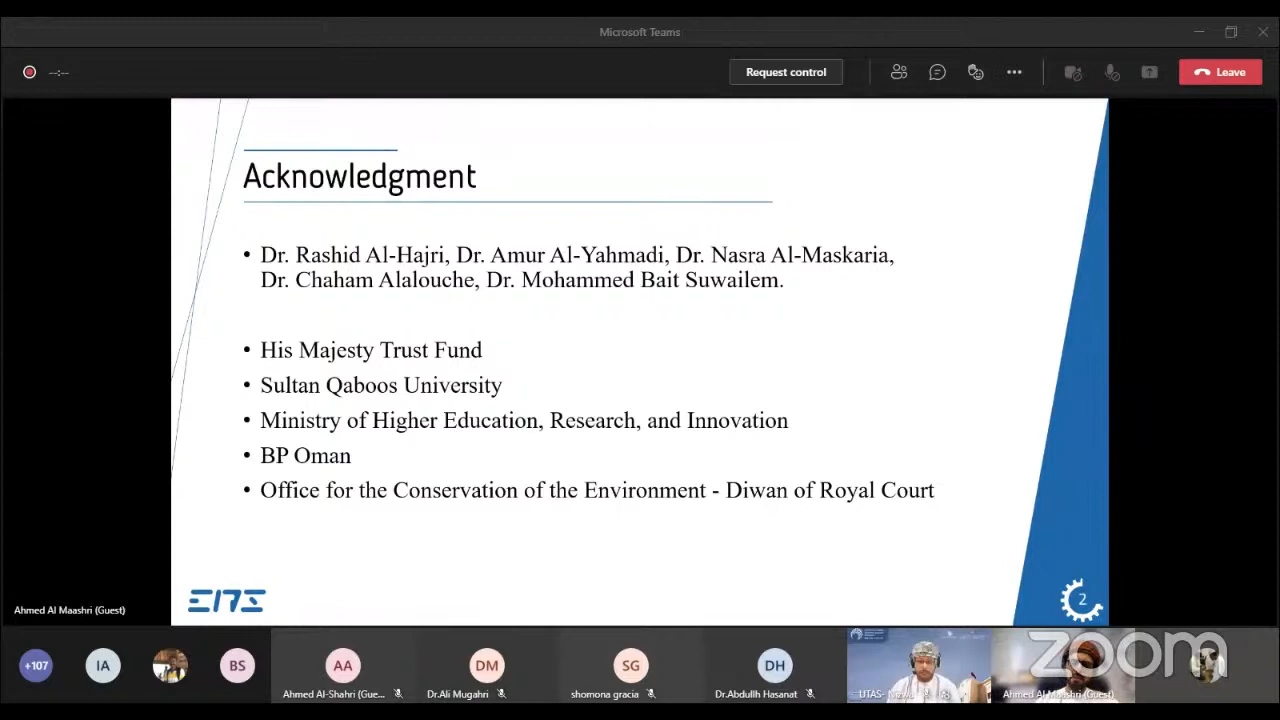 Microsoft Teams
--:--
Request control
Leave
Acknowledgment
• Dr. Rashid Al-Hajri, Dr. Amur Al-Yahmadi, Dr. Nasra Al-Maskaria,
Dr. Chaham Alalouche, Dr. Mohammed Bait Suwailem.
• His Majesty Trust Fund
• Sultan Qaboos University
• Ministry of Higher Education, Research, and Innovation
• BP Oman
• Office for the Conservation of the Environment - Diwan of Royal Court
2
Ahmed Al Maashri (Guest)
zoom
+107
IA
BS
AA
DM
SG
DH
Ahmed Al-Shahri (Gue...
Dr.Ali Mugahri
shomona gracia
Dr.Abdullh Hasanat
UTAS-
Ahmed Al Maashri (Guest)